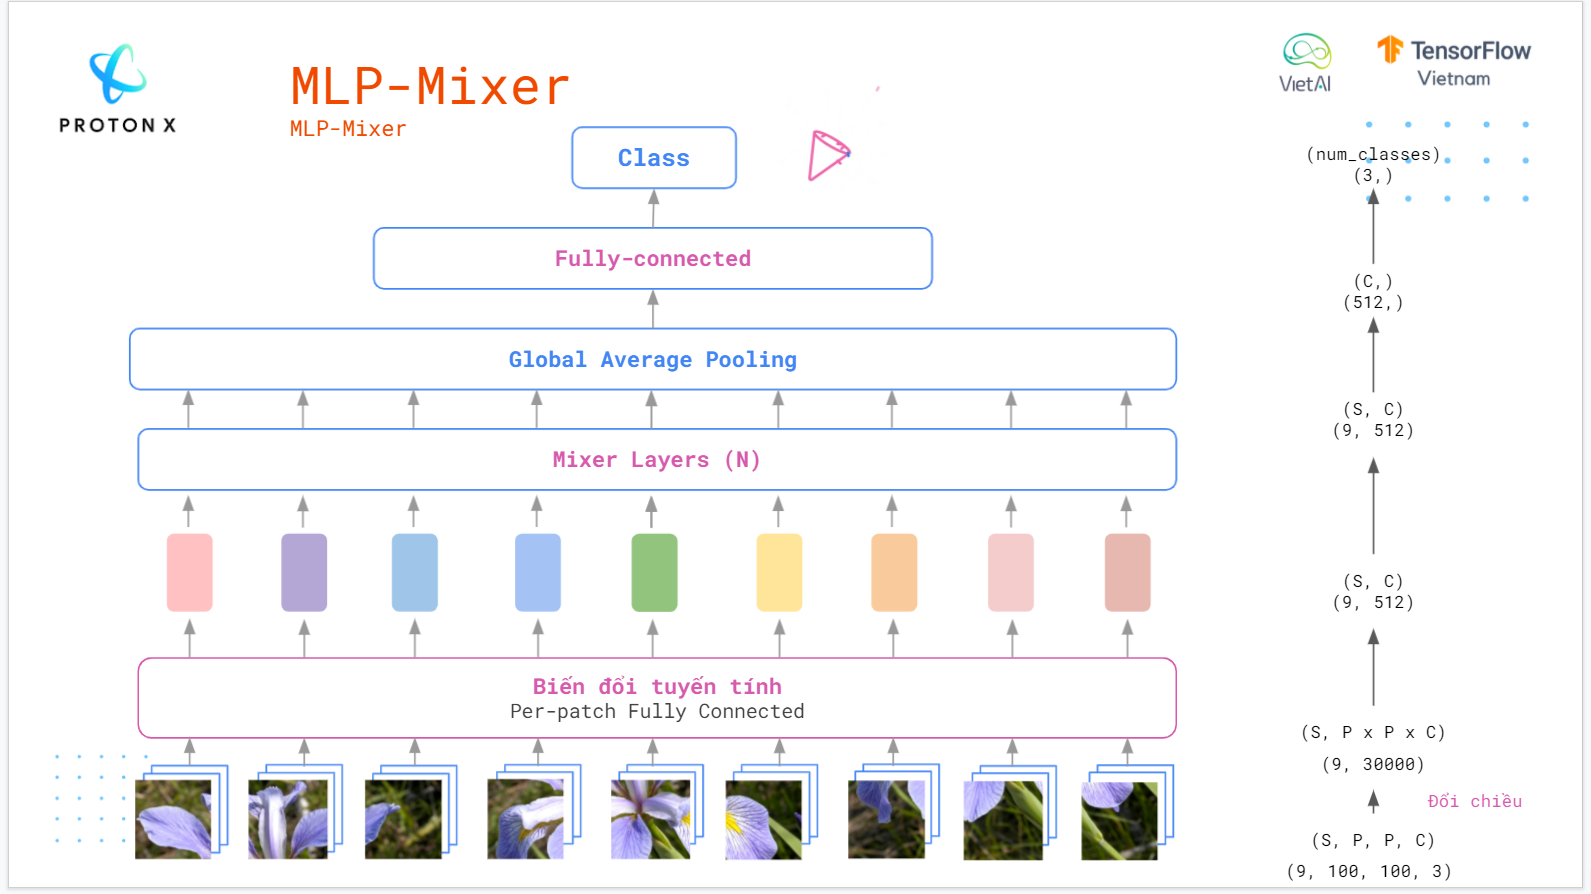 PROTON X
MLP-Mixer
MLP-Mixer
VietAI
TensorFlow
Vietnam
Class
Fully-connected
Global Average Pooling
Mixer Layers (N)
Biến đổi tuyến tính
Per-patch Fully Connected
(num_classes)
(3,)
(C,)
(512,)
(S, C)
(9, 512)
(S, C)
(9, 512)
(S, P x P x C)
(9, 30000)
Đổi chiều
(S, P, P, C)
(9, 100, 100, 3)